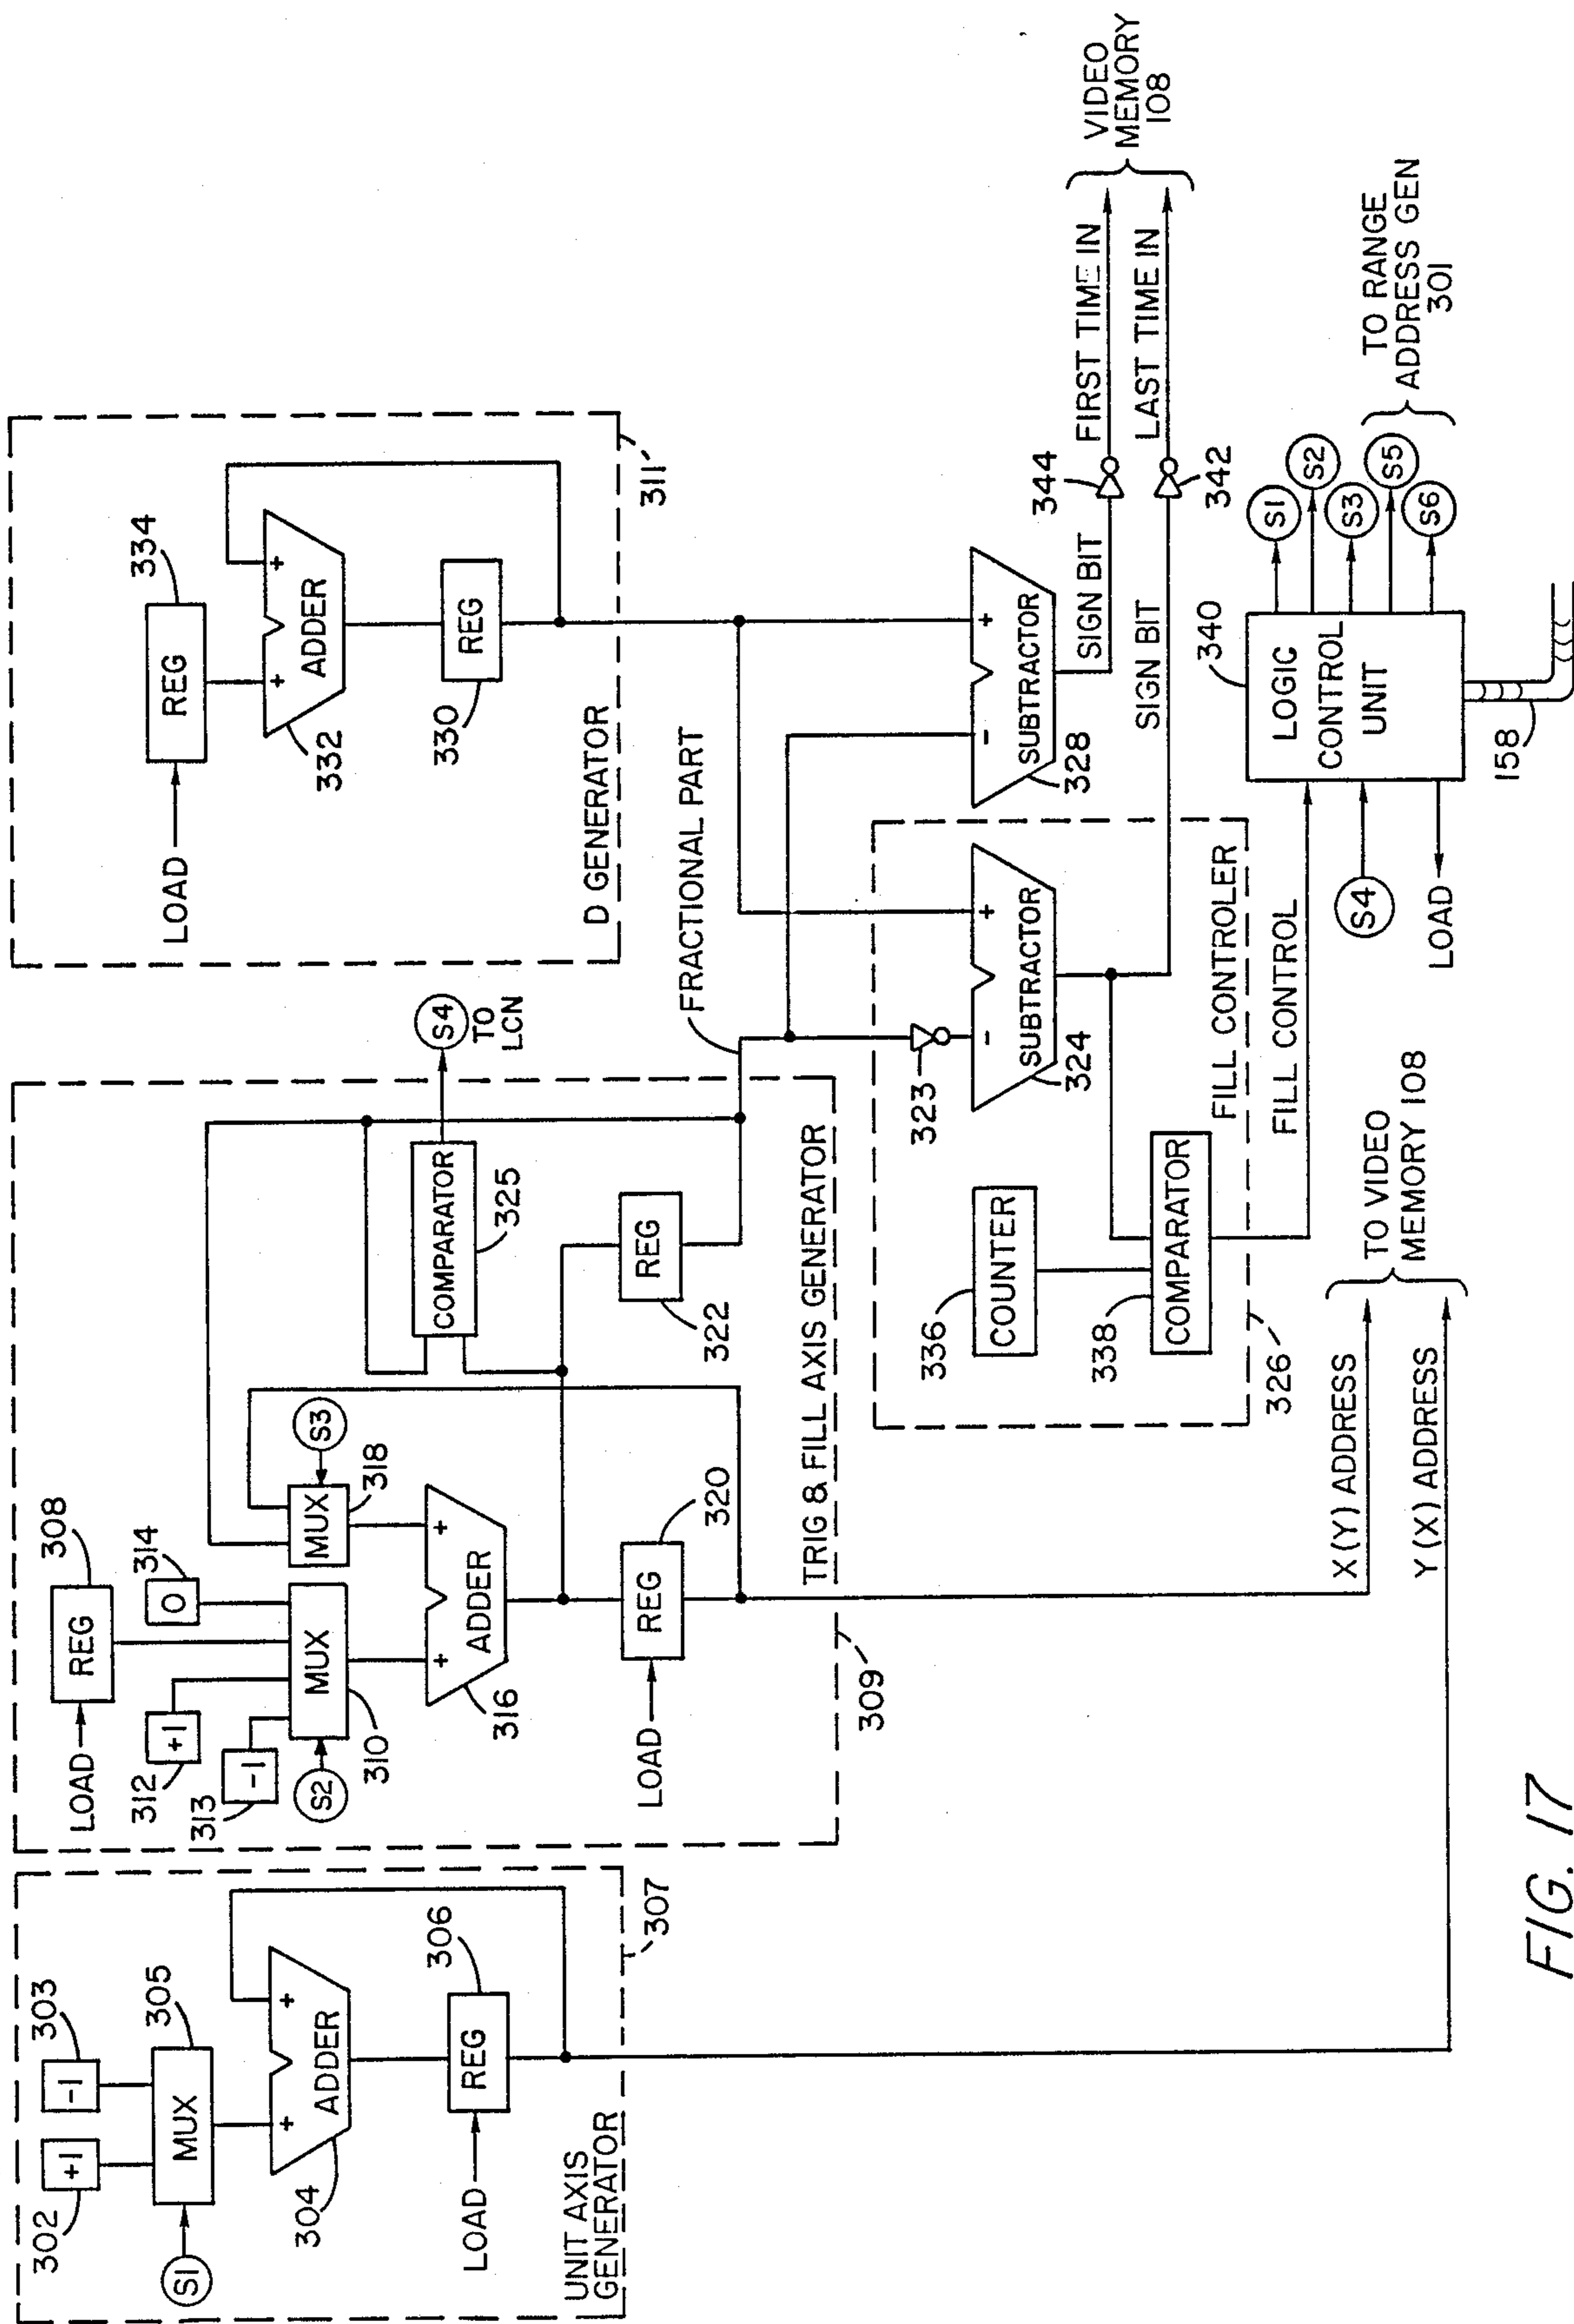 302
+1
-1
303
S1
MUX
305
+
+
ADDER
304
LOAD
REG
306
UNIT AXIS
GENERATOR
307
LOAD
REG
308
312
+1
0
314
313
-1
S2
MUX
310
MUX
318
S3
+
+
ADDER
316
LOAD
REG
320
COMPARATOR
325
S4
TO
LCN
REG
322
TRIG & FILL AXIS GENERATOR
309
LOAD
REG
334
+
+
ADDER
332
REG
330
D GENERATOR
311
FRACTIONAL PART
323
-
+
SUBTRACTOR
324
-
+
SUBTRACTOR
328
336
COUNTER
338
COMPARATOR
FILL CONTROLER
326
SIGN BIT
SIGN BIT
344
342
FIRST TIME IN
LAST TIME IN
VIDEO
MEMORY
108
FILL CONTROL
S4
LOAD
340
LOGIC
CONTROL
UNIT
158
S1
S2
S3
S5
S6
TO RANGE
ADDRESS GEN
301
X(Y) ADDRESS
Y(X) ADDRESS
TO VIDEO
MEMORY 108
FIG. 17